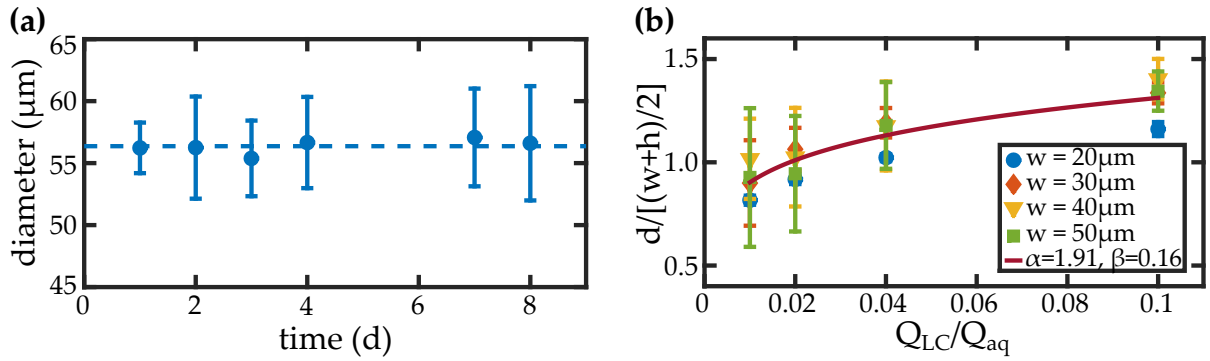 (a)
65
60
55
50
45
diameter (µm)
0
2
4
6
8
time (d)
(b)
1.5
1.0
0.5
d/[(w+h)/2]
0
0.02
0.04
0.06
0.08
0.1
Q_LC/Q_aq
w = 20µm
w = 30µm
w = 40µm
w = 50µm
α=1.91, β=0.16